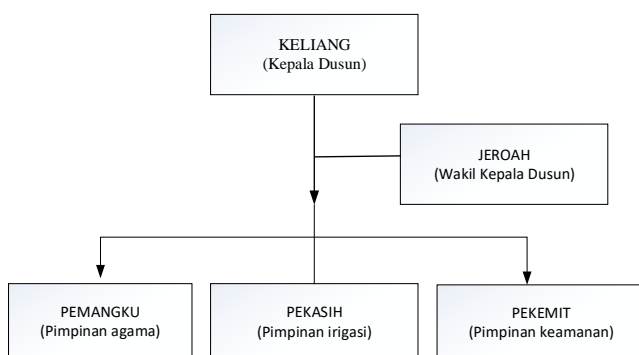 KELIANG
(Kepala Dusun)
JEROAH
(Wakil Kepala Dusun)
PEMANGKU
(Pimpinan agama)
PEKASIH
(Pimpinan irigasi)
PEKEMIT
(Pimpinan keamanan)